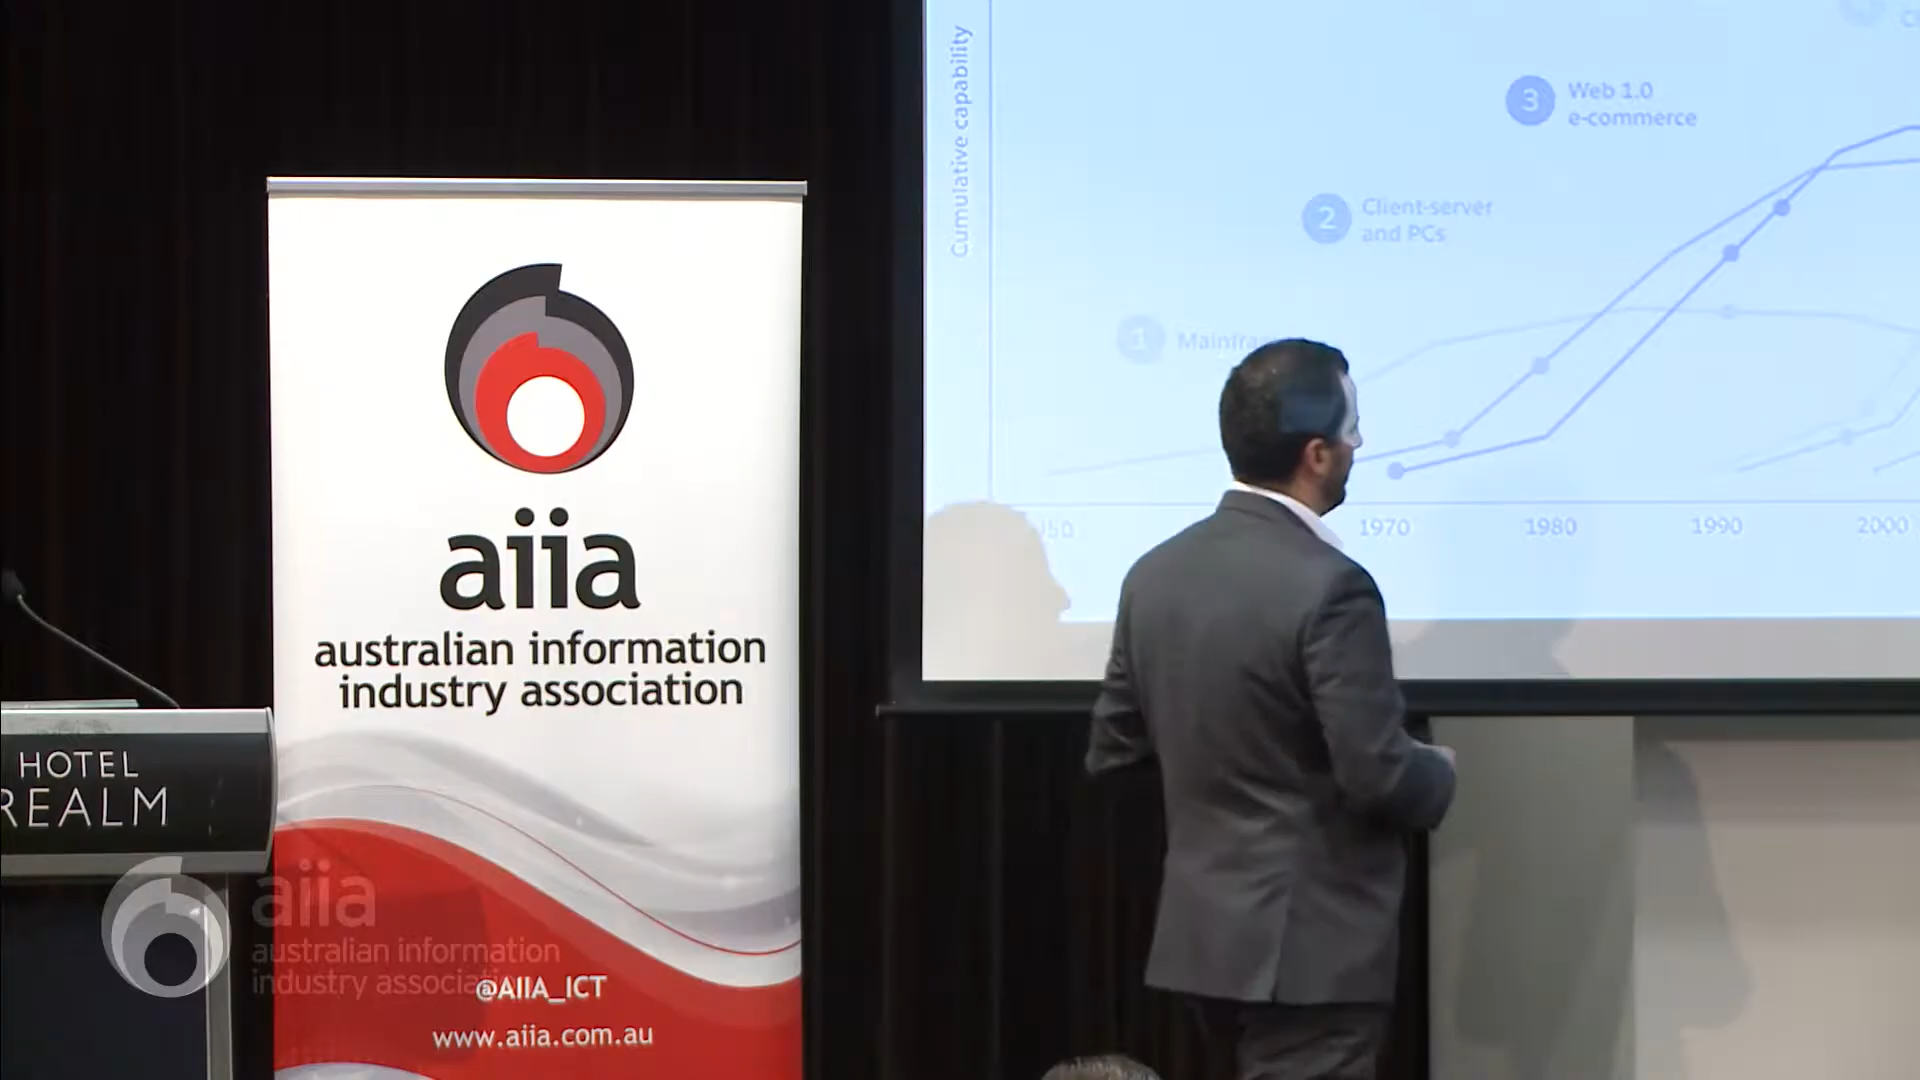 aiia
australian information
industry association
@AIIA_ICT
www.aiia.com.au
HOTEL
REALM
aiia
australian information
Cumulative capability
3 Web 1.0
e-commerce
2 Client-server
and PCs
1
1970 1980 1990 2000